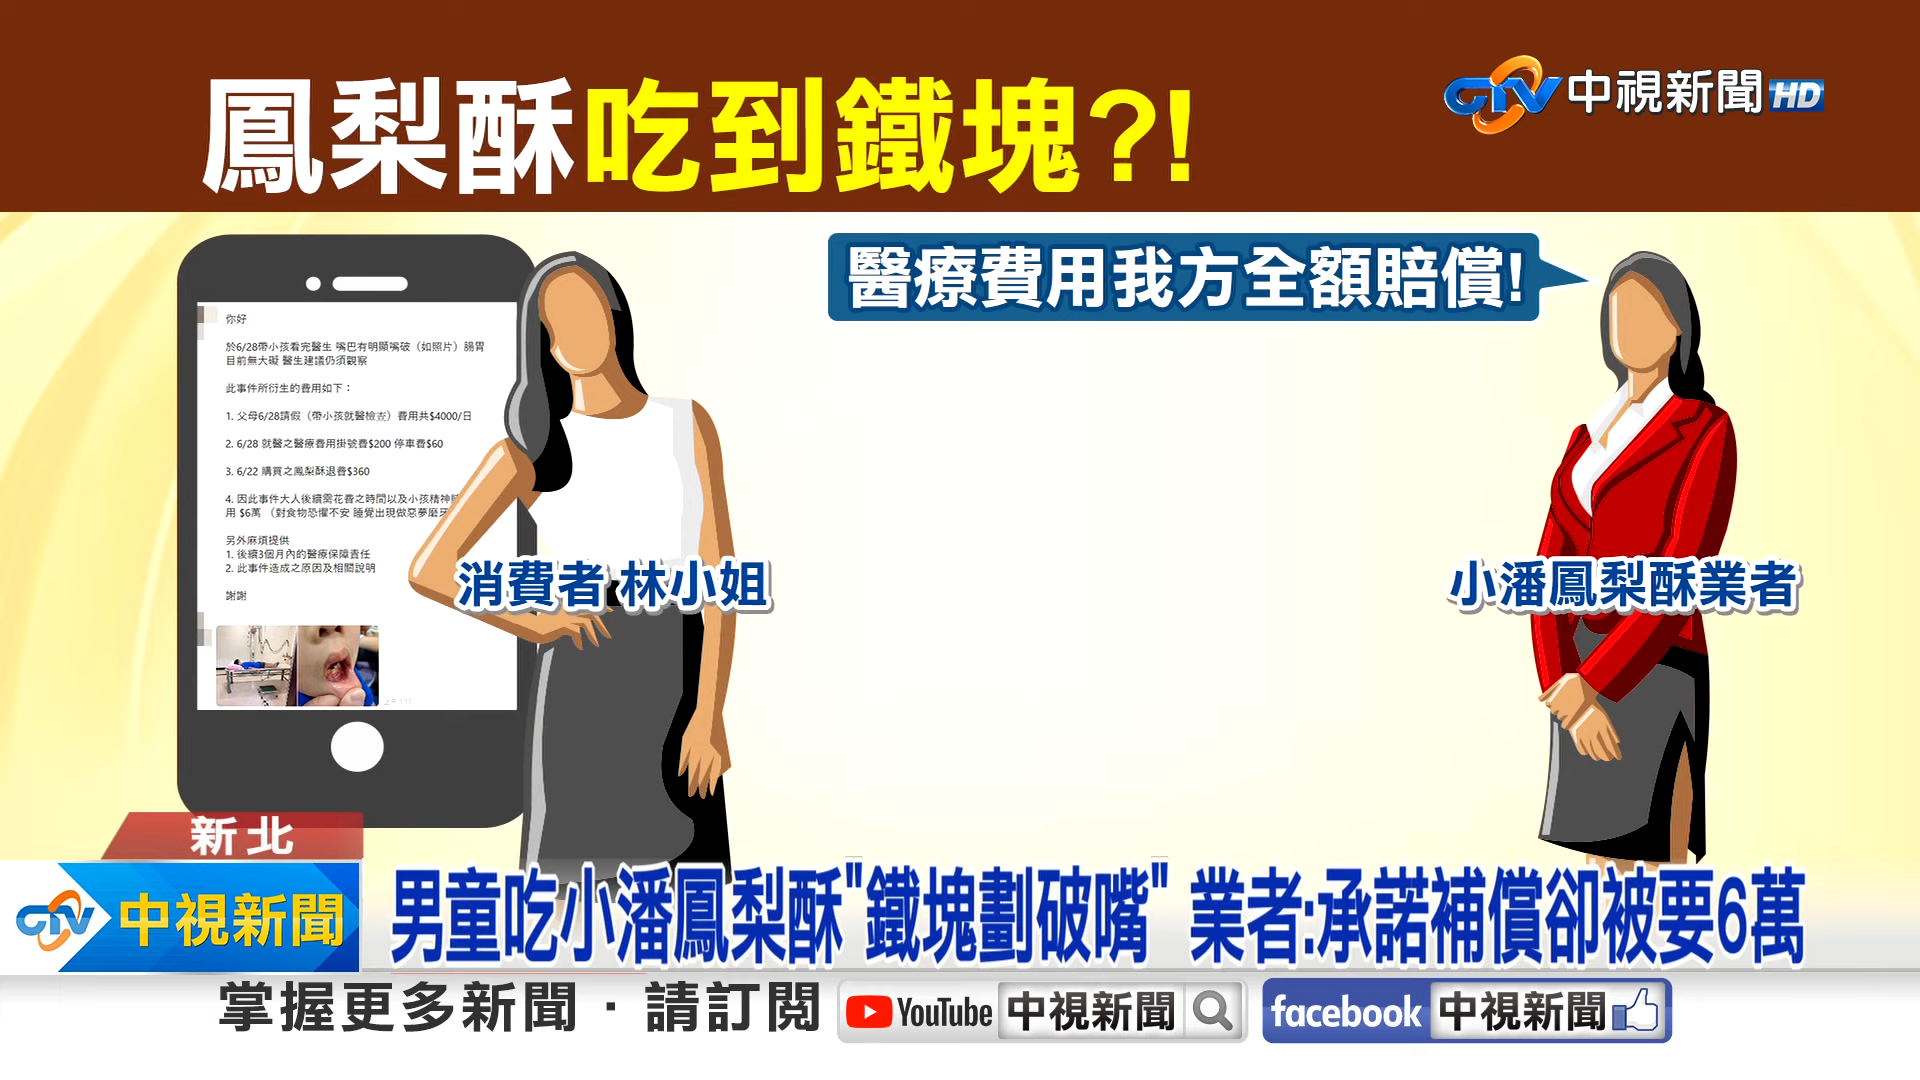 鳳梨酥吃到鐵塊?!
CTV 中視新聞 HD
醫療費用我方全額賠償!
你好
於6/28帶小孩看完醫生 嘴巴有明顯嘴破（如照片）腸胃
目前無大礙 醫生建議仍須觀察
此事件所衍生的費用如下：
1. 父母6/28請假（帶小孩就醫檢查）費用共$4000/日
2. 6/28 就醫之醫療費用掛號費$200 停車費$60
3. 6/22 購買之鳳梨酥退費$360
4. 因此事件大人後續需花費之時間以及小孩精神
用 $6萬 （對食物恐懼不安 睡覺出現做惡夢磨牙
另外麻煩提供
1. 後續3個月內的醫療保障責任
2. 此事件造成之原因及相關說明
謝謝
消費者 林小姐
小潘鳳梨酥業者
新北
CTV 中視新聞
男童吃小潘鳳梨酥"鐵塊劃破嘴" 業者:承諾補償卻被要6萬
掌握更多新聞．請訂閱 YouTube 中視新聞 facebook 中視新聞